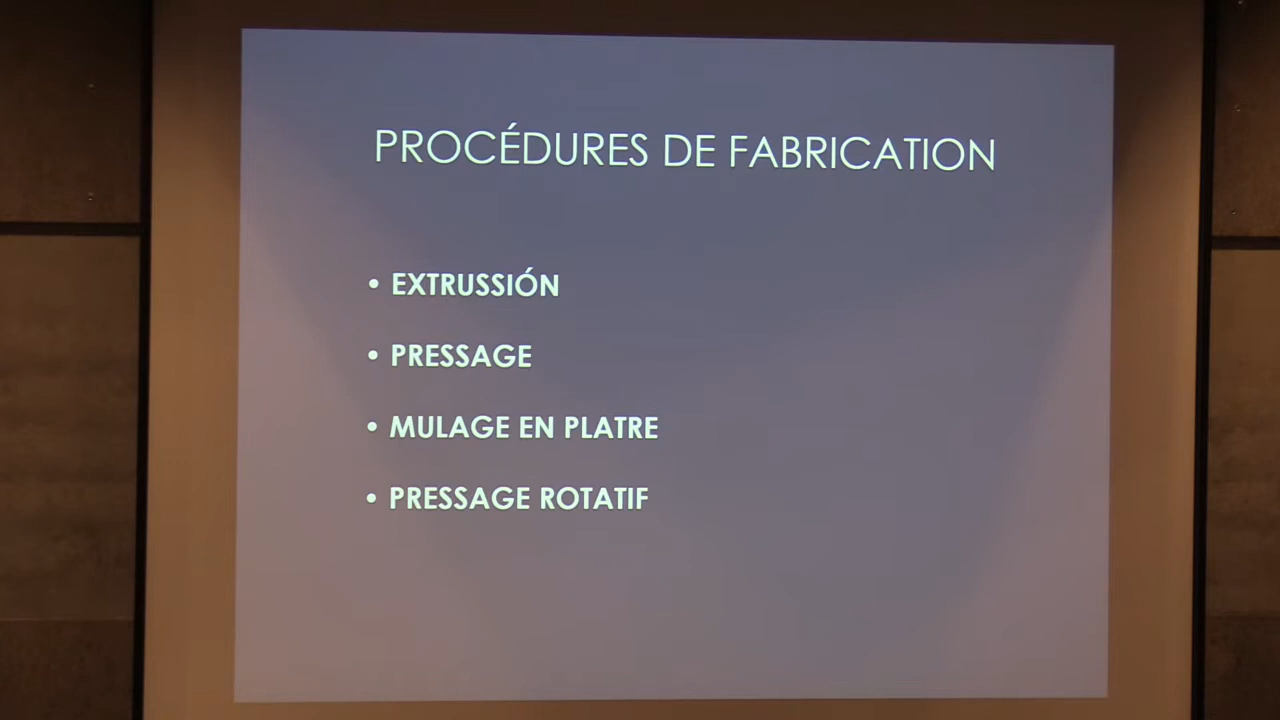 PROCÉDURES DE FABRICATION
• EXTRUSSIÓN
• PRESSAGE
• MULAGE EN PLATRE
• PRESSAGE ROTATIF